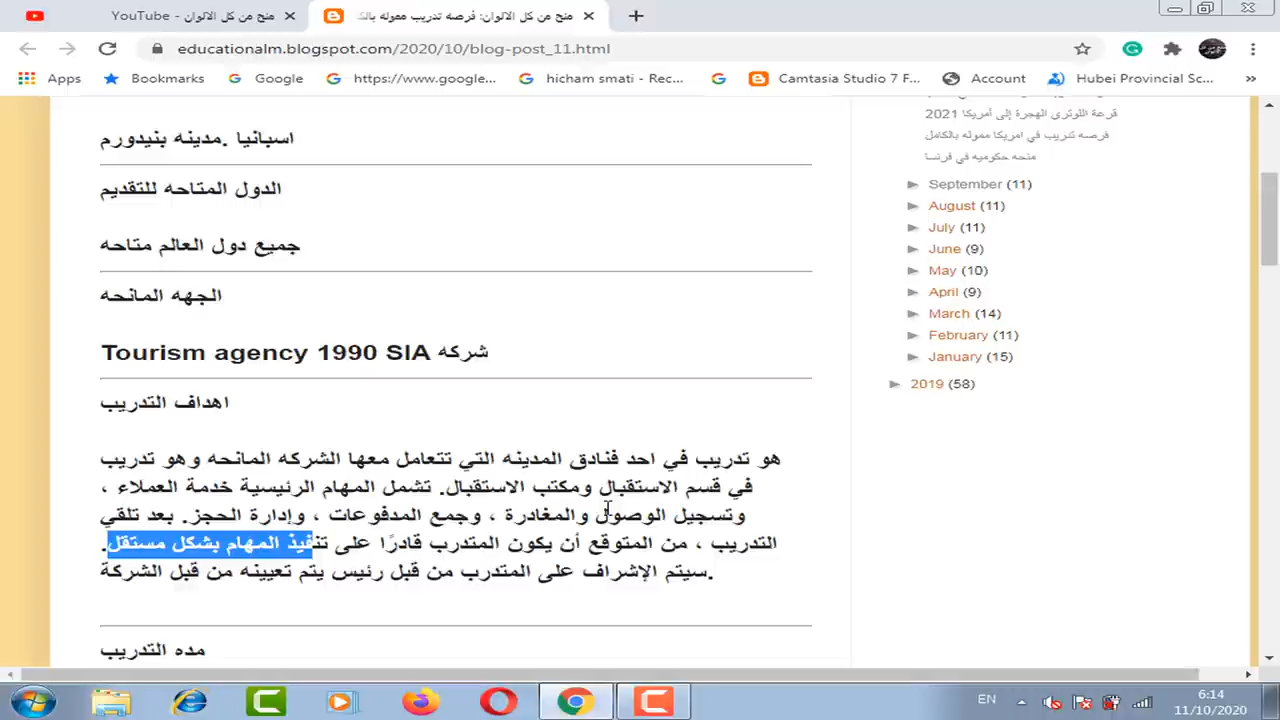 منح من كل الالوان - YouTube
منح من كل الالوان: فرصه تدريب مموله بالكا
educationalm.blogspot.com/2020/10/blog-post_11.html
Apps
Bookmarks
Google
https://www.google...
hicham smati - Rec...
Camtasia Studio 7 F...
Account
Hubei Provincial Sc...
»
اسبانيا .مدينه بنيدورم
الدول المتاحه للتقديم
جميع دول العالم متاحه
الجهه المانحه
شركه Tourism agency 1990 SIA
اهداف التدريب
هو تدريب في احد فنادق المدينه التي تتعامل معها الشركه المانحه وهو تدريب
في قسم الاستقبال ومكتب الاستقبال. تشمل المهام الرئيسية خدمة العملاء ،
وتسجيل الوصول والمغادرة ، وجمع المدفوعات ، وإدارة الحجز. بعد تلقي
التدريب ، من المتوقع أن يكون المتدرب قادرًا على تنفيذ المهام بشكل مستقل.
سيتم الإشراف على المتدرب من قبل رئيس يتم تعيينه من قبل الشركة.
مده التدريب
قرعة اللوتري الهجرة إلى أمريكا 2021
فرصه تدريب في امريكا مموله بالكامل
منحه حكوميه في فرنسا
September (11)
August (11)
July (11)
June (9)
May (10)
April (9)
March (14)
February (11)
January (15)
2019 (58)
EN
6:14
11/10/2020